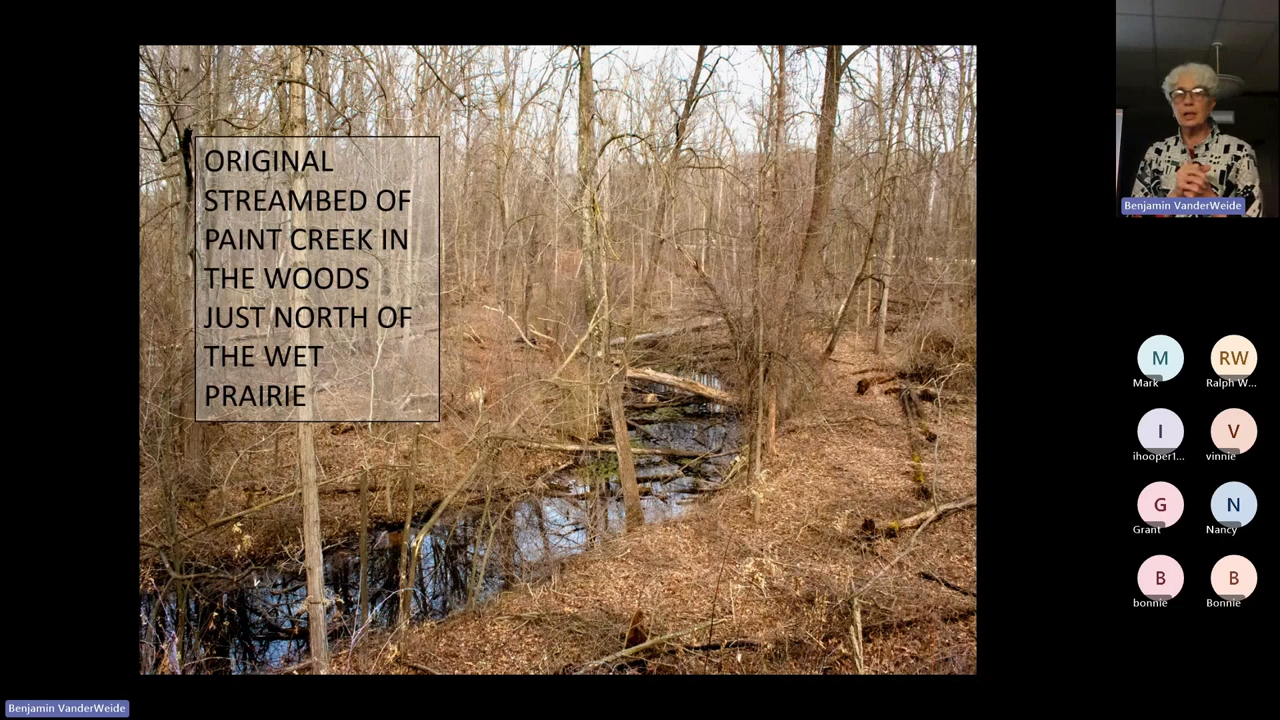 ORIGINAL
STREAMBED OF
PAINT CREEK IN
THE WOODS
JUST NORTH OF
THE WET
PRAIRIE
Benjamin VanderWeide
M
RW
Mark
Ralph W...
I
V
ihooper1...
vinnie
G
N
Grant
Nancy
B
B
bonnie
Bonnie
Benjamin VanderWeide